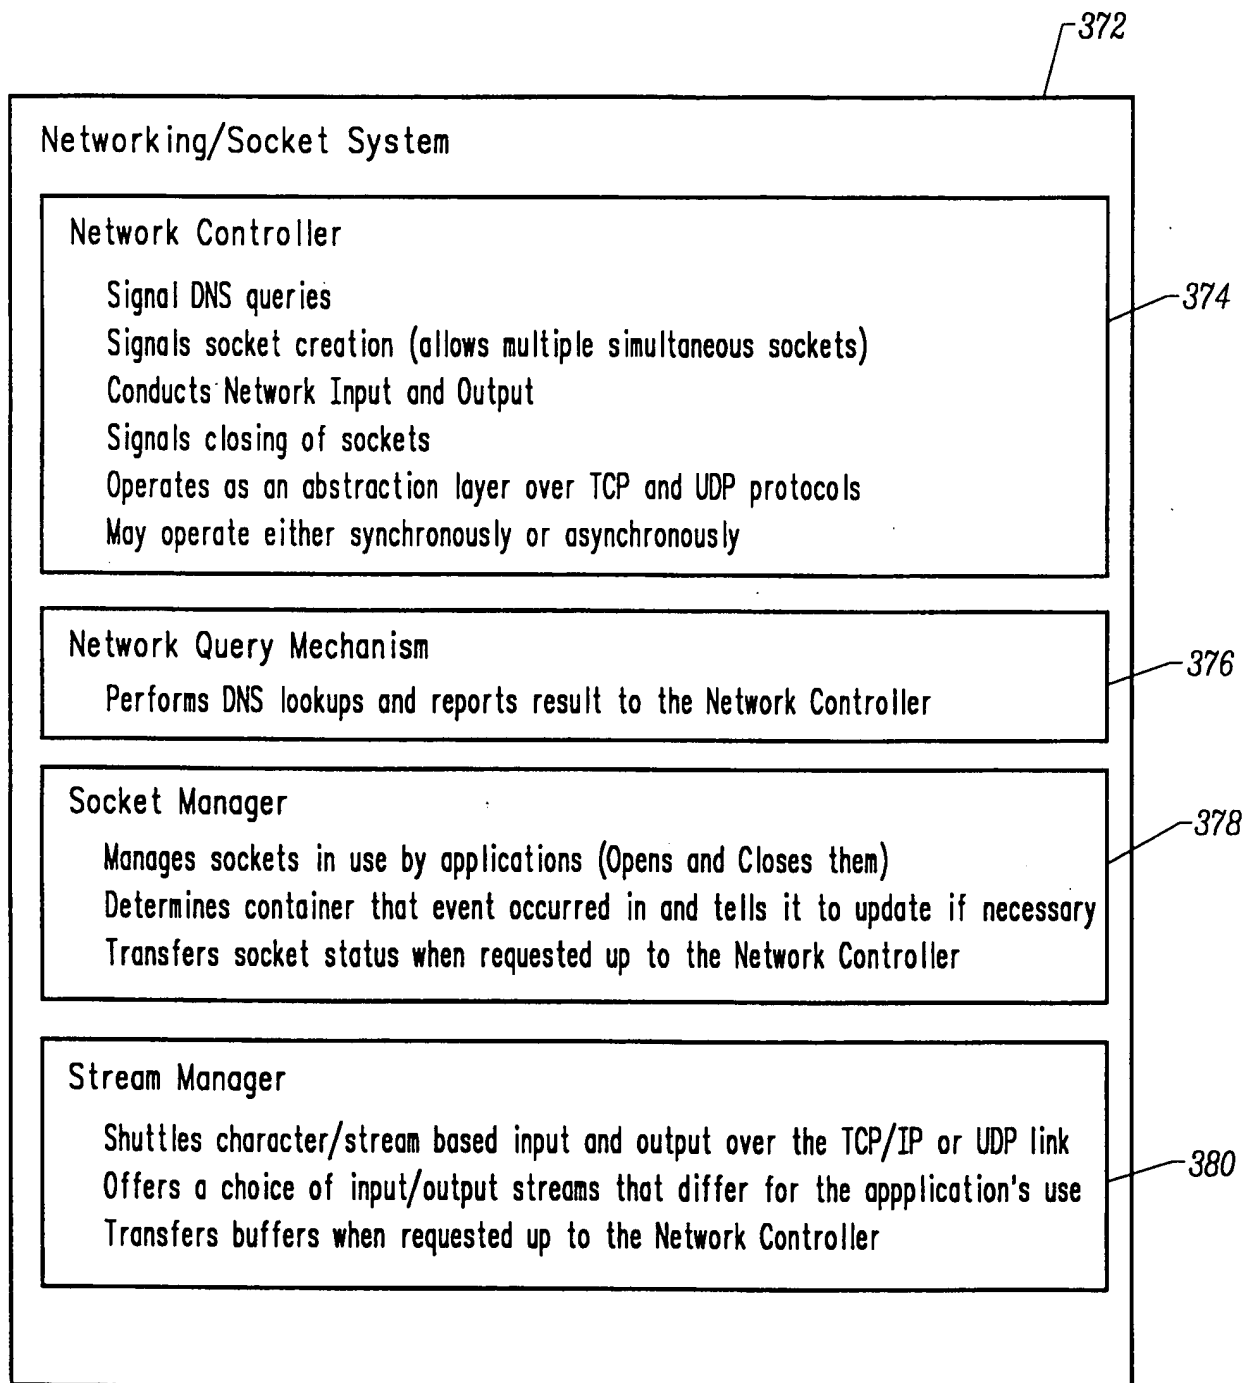 372
Networking/Socket System
Network Controller
Signal DNS queries
374
Signals socket creation (allows multiple simultaneous sockets)
Conducts Network Input and Output
Signals closing of sockets
Operates as an abstraction layer over TCP and UDP protocols
May operate either synchronously or asynchronously
Network Query Mechanism
376
Performs DNS lookups and reports result to the Network Controller
Socket Manager
378
Manages sockets in use by applications (Opens and Closes them)
Determines container that event occurred in and tells it to update if necessary
Transfers socket status when requested up to the Network Controller
Stream Manager
Shuttles character/stream based input and output over the TCP/IP or UDP link
380
Offers a choice of input/output streams that differ for the appplication's use
Transfers buffers when requested up to the Network Controller